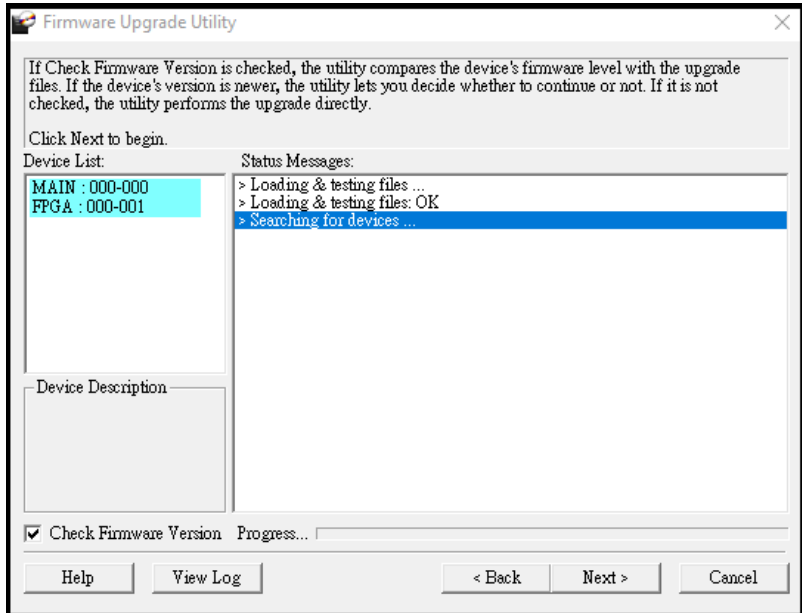 Firmware Upgrade Utility
If Check Firmware Version is checked, the utility compares the device's firmware level with the upgrade
files. If the device's version is newer, the utility lets you decide whether to continue or not. If it is not
checked, the utility performs the upgrade directly.
Click Next to begin.
Device List:
MAIN : 000-000
FPGA : 000-001
Status Messages:
> Loading & testing files ...
> Loading & testing files: OK
> Searching for devices ...
Device Description
Check Firmware Version
Progress...
Help
View Log
< Back
Next >
Cancel